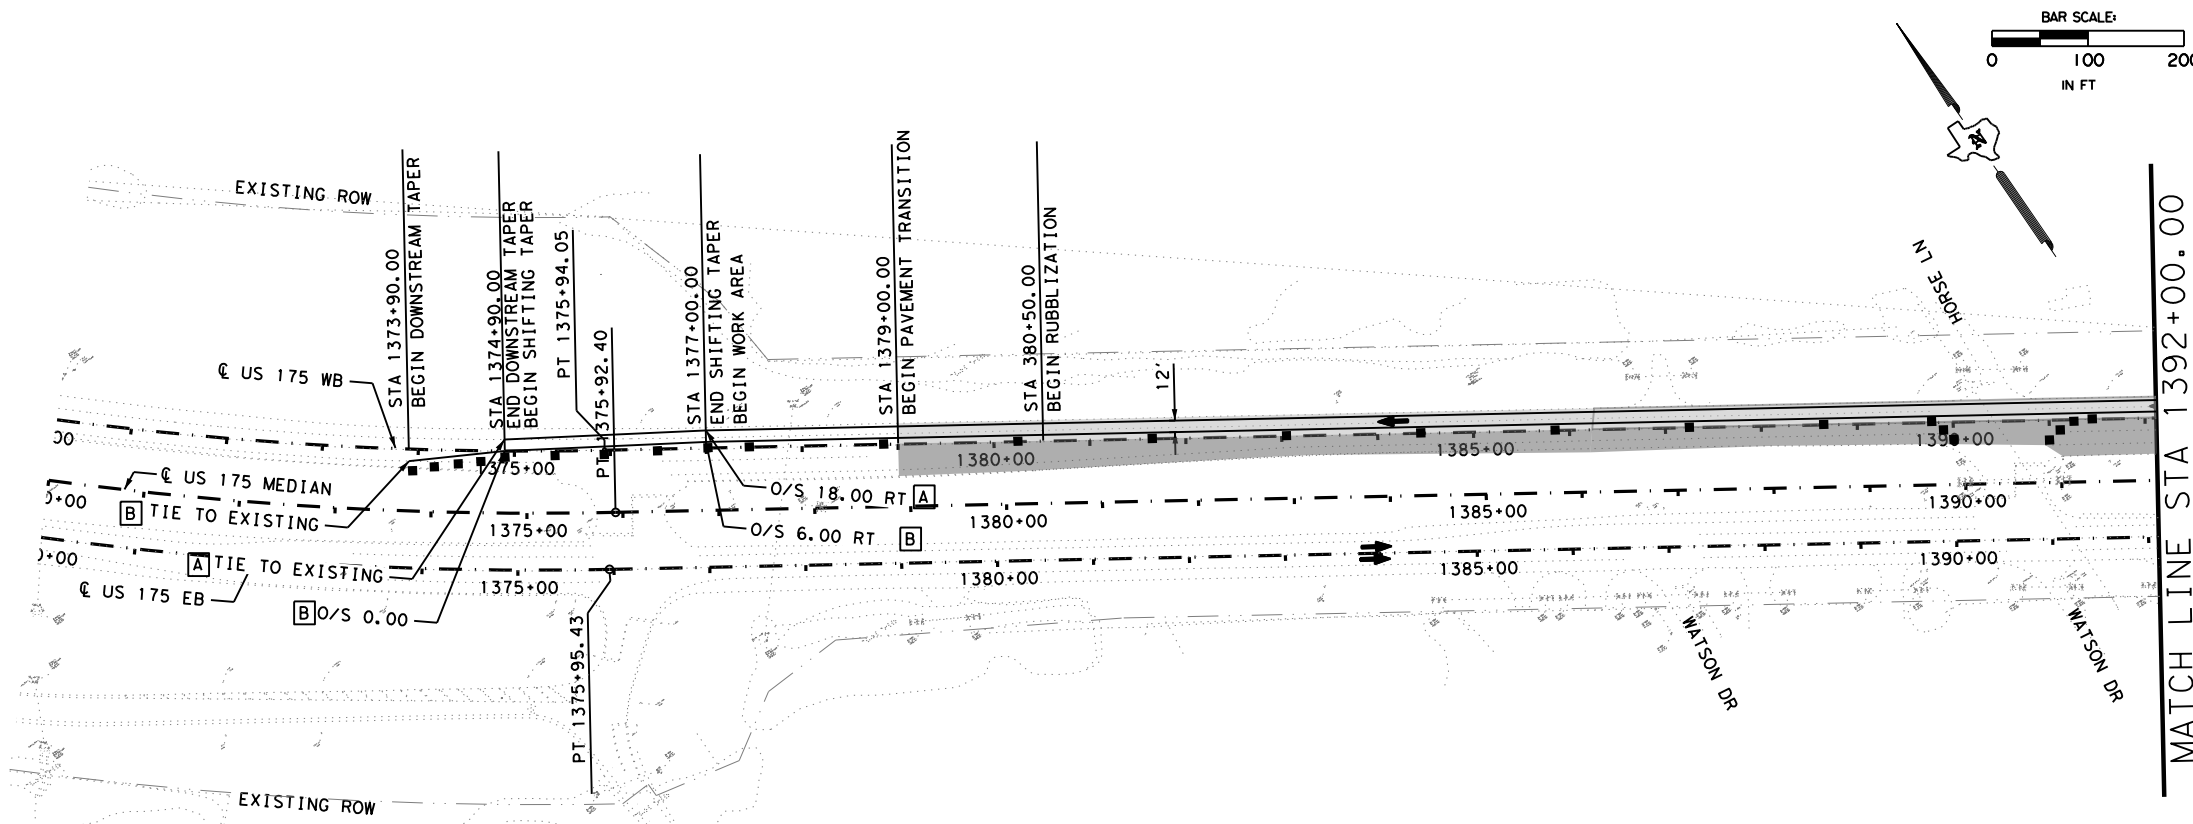 BAR SCALE:
0 100 200
IN FT
N
EXISTING ROW
STA 1373+90.00
BEGIN DOWNSTREAM TAPER
STA 1374+90.00
END DOWNSTREAM TAPER
BEGIN SHIFTING TAPER
PT 1375+94.05
PT 1375+92.40
STA 1377+00.00
END SHIFTING TAPER
BEGIN WORK AREA
STA 1379+00.00
BEGIN PAVEMENT TRANSITION
STA 1380+50.00
BEGIN RUBBLIZATION
12'
HORSE LN
MATCH LINE STA 1392+00.00
℄ US 175 WB
00
1375+00
1380+00
1385+00
1390+00
℄ US 175 MEDIAN
0+00
B TIE TO EXISTING
O/S 18.00 RT A
1375+00
1380+00
1385+00
1390+00
O/S 6.00 RT B
0+00
A TIE TO EXISTING
℄ US 175 EB
1375+00
1380+00
1385+00
1390+00
B O/S 0.00
PT 1375+95.43
WATSON DR
WATSON DR
EXISTING ROW